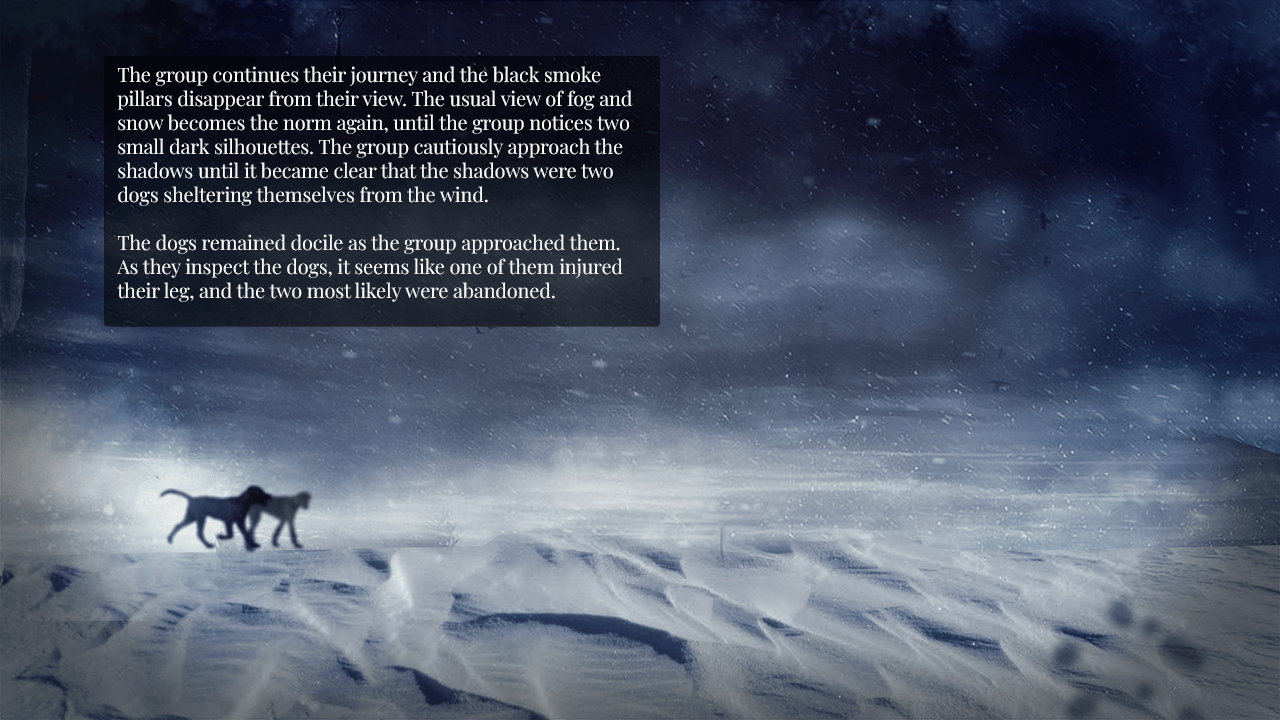 The group continues their journey and the black smoke
pillars disappear from their view. The usual view of fog and
snow becomes the norm again, until the group notices two
small dark silhouettes. The group cautiously approach the
shadows until it became clear that the shadows were two
dogs sheltering themselves from the wind.
The dogs remained docile as the group approached them.
As they inspect the dogs, it seems like one of them injured
their leg, and the two most likely were abandoned.